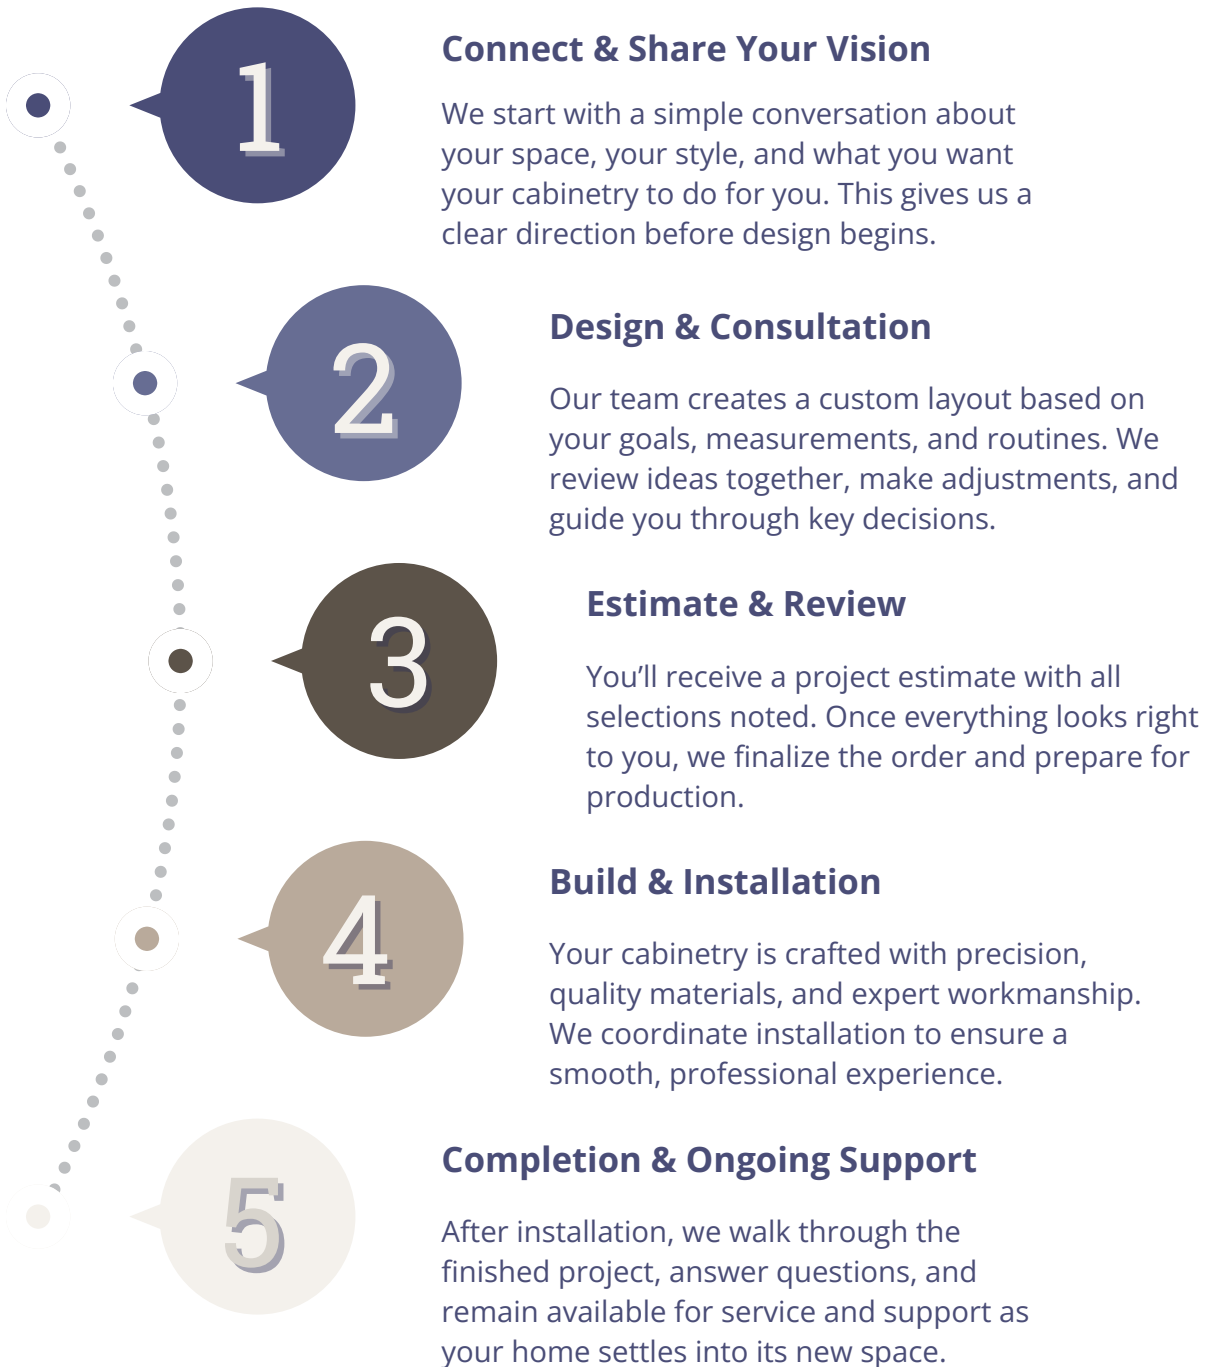 1
Connect & Share Your Vision
We start with a simple conversation about
your space, your style, and what you want
your cabinetry to do for you. This gives us a
clear direction before design begins.
2
Design & Consultation
Our team creates a custom layout based on
your goals, measurements, and routines. We
review ideas together, make adjustments, and
guide you through key decisions.
3
Estimate & Review
You’ll receive a project estimate with all
selections noted. Once everything looks right
to you, we finalize the order and prepare for
production.
4
Build & Installation
Your cabinetry is crafted with precision,
quality materials, and expert workmanship.
We coordinate installation to ensure a
smooth, professional experience.
5
Completion & Ongoing Support
After installation, we walk through the
finished project, answer questions, and
remain available for service and support as
your home settles into its new space.